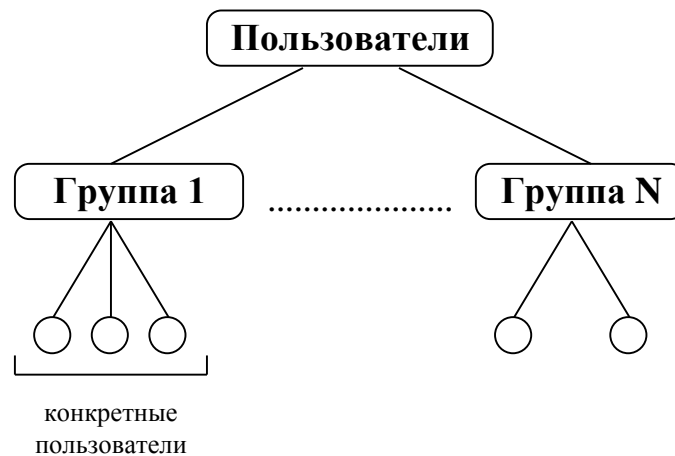 Пользователи
Группа 1
.....................
Группа N
конкретные
пользователи